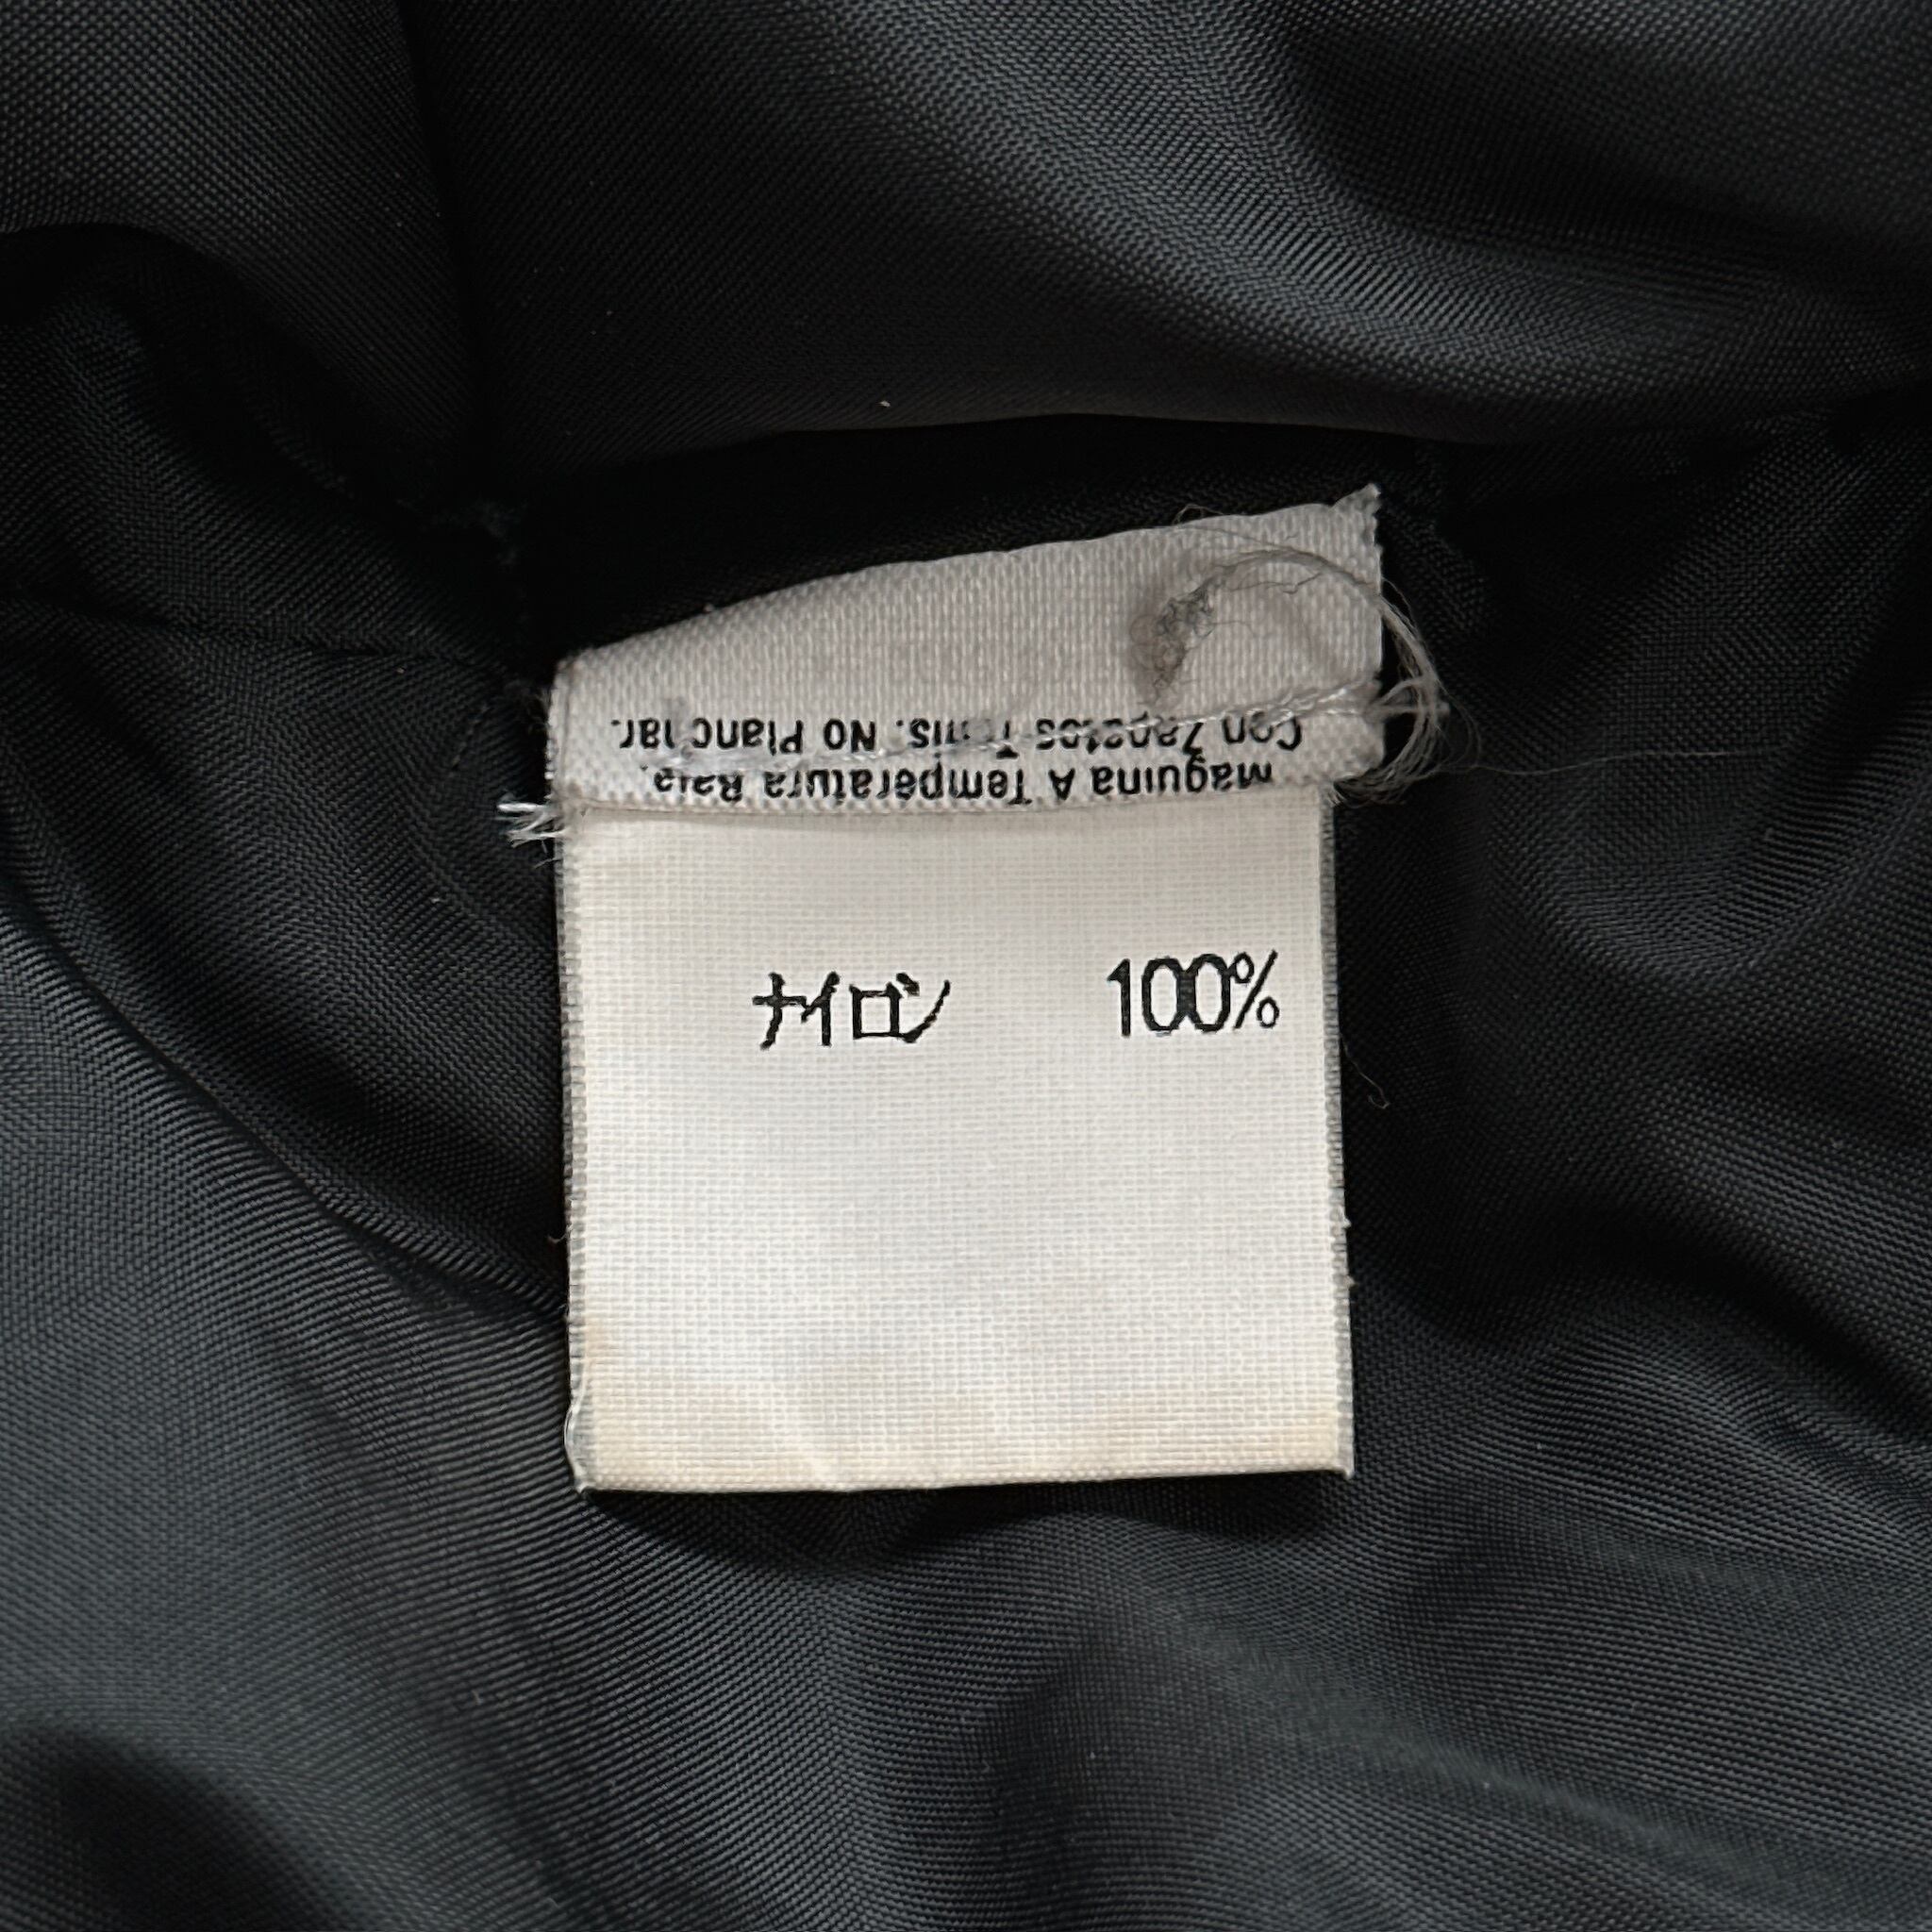 Maquina A Temperatura Baja,
Con Zapatos Tenis. No Planchar.
ナイロン 100%